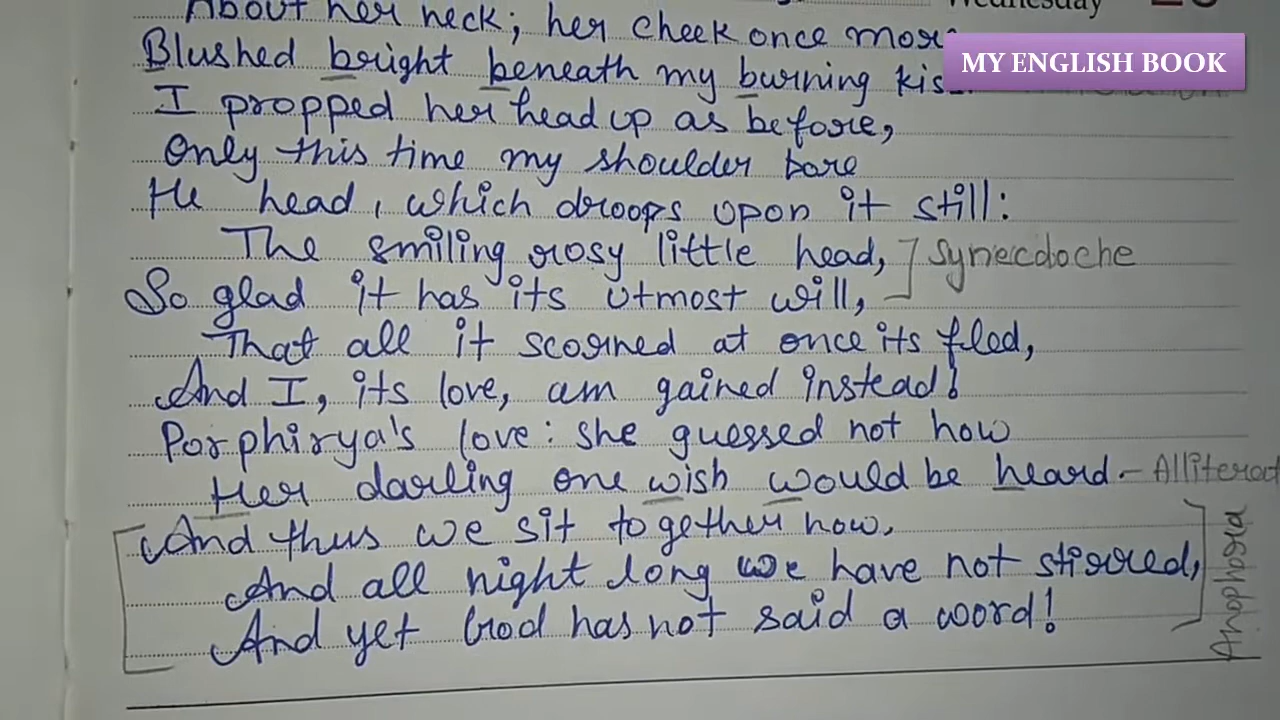 About her neck; her cheek once more
Wednesday
MY ENGLISH BOOK
Blushed bright beneath my burning kiss
I propped her head up as before,
Only this time my shoulder bore
He head, which droops upon it still:
The smiling rosy little head,
Synecdoche
So glad it has its utmost will,
That all it scorned at once its fled,
And I, its love, am gained instead!
Porphirya's love: she guessed not how
Her darling one wish would be heard. - Alliterat
And thus we sit together now,
And all night long we have not stirred,
And yet God has not said a word!
Anaphora